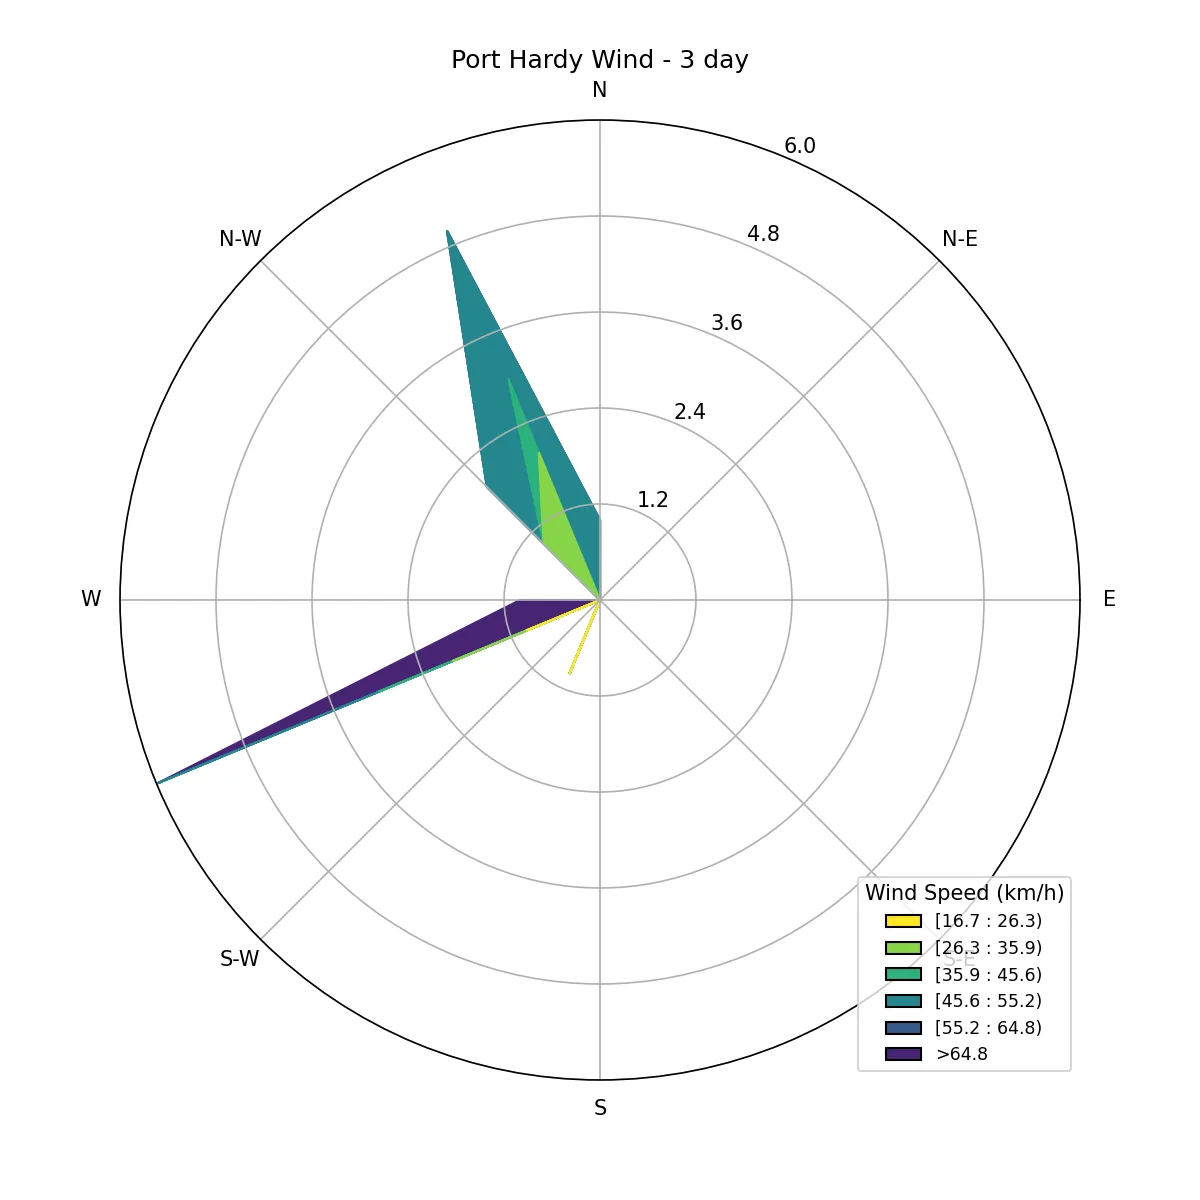 Port Hardy Wind - 3 day
N
6.0
N-W
4.8
N-E
3.6
2.4
1.2
W
E
Wind Speed (km/h)
[16.7 : 26.3)
[26.3 : 35.9)
S-W
S-E
[35.9 : 45.6)
[45.6 : 55.2)
[55.2 : 64.8)
>64.8
S